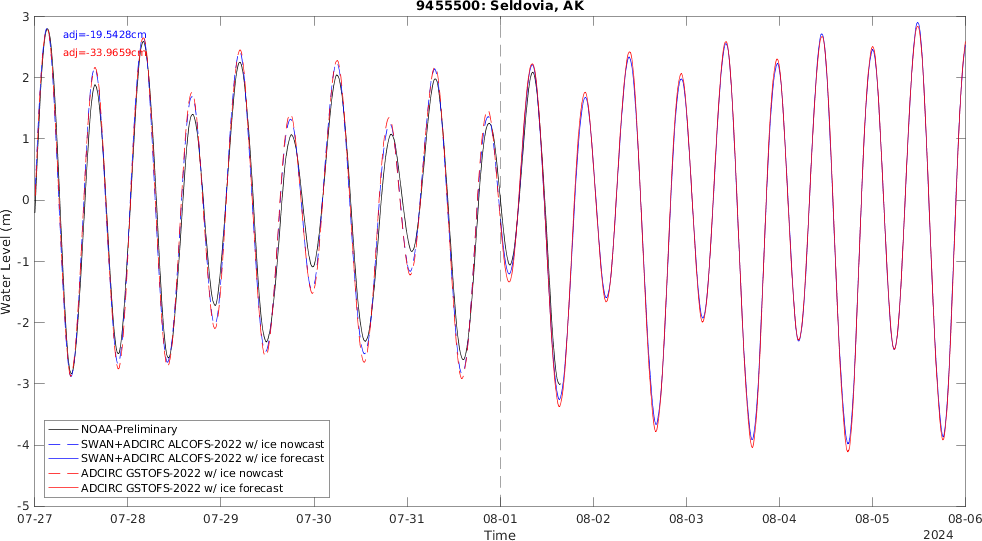 9455500: Seldovia, AK
adj=-19.5428cm
adj=-33.9659cm
Water Level (m)
3
2
1
0
-1
-2
-3
-4
-5
NOAA-Preliminary
SWAN+ADCIRC ALCOFS-2022 w/ ice nowcast
SWAN+ADCIRC ALCOFS-2022 w/ ice forecast
ADCIRC GSTOFS-2022 w/ ice nowcast
ADCIRC GSTOFS-2022 w/ ice forecast
07-27 07-28 07-29 07-30 07-31 08-01 08-02 08-03 08-04 08-05 08-06
Time
2024